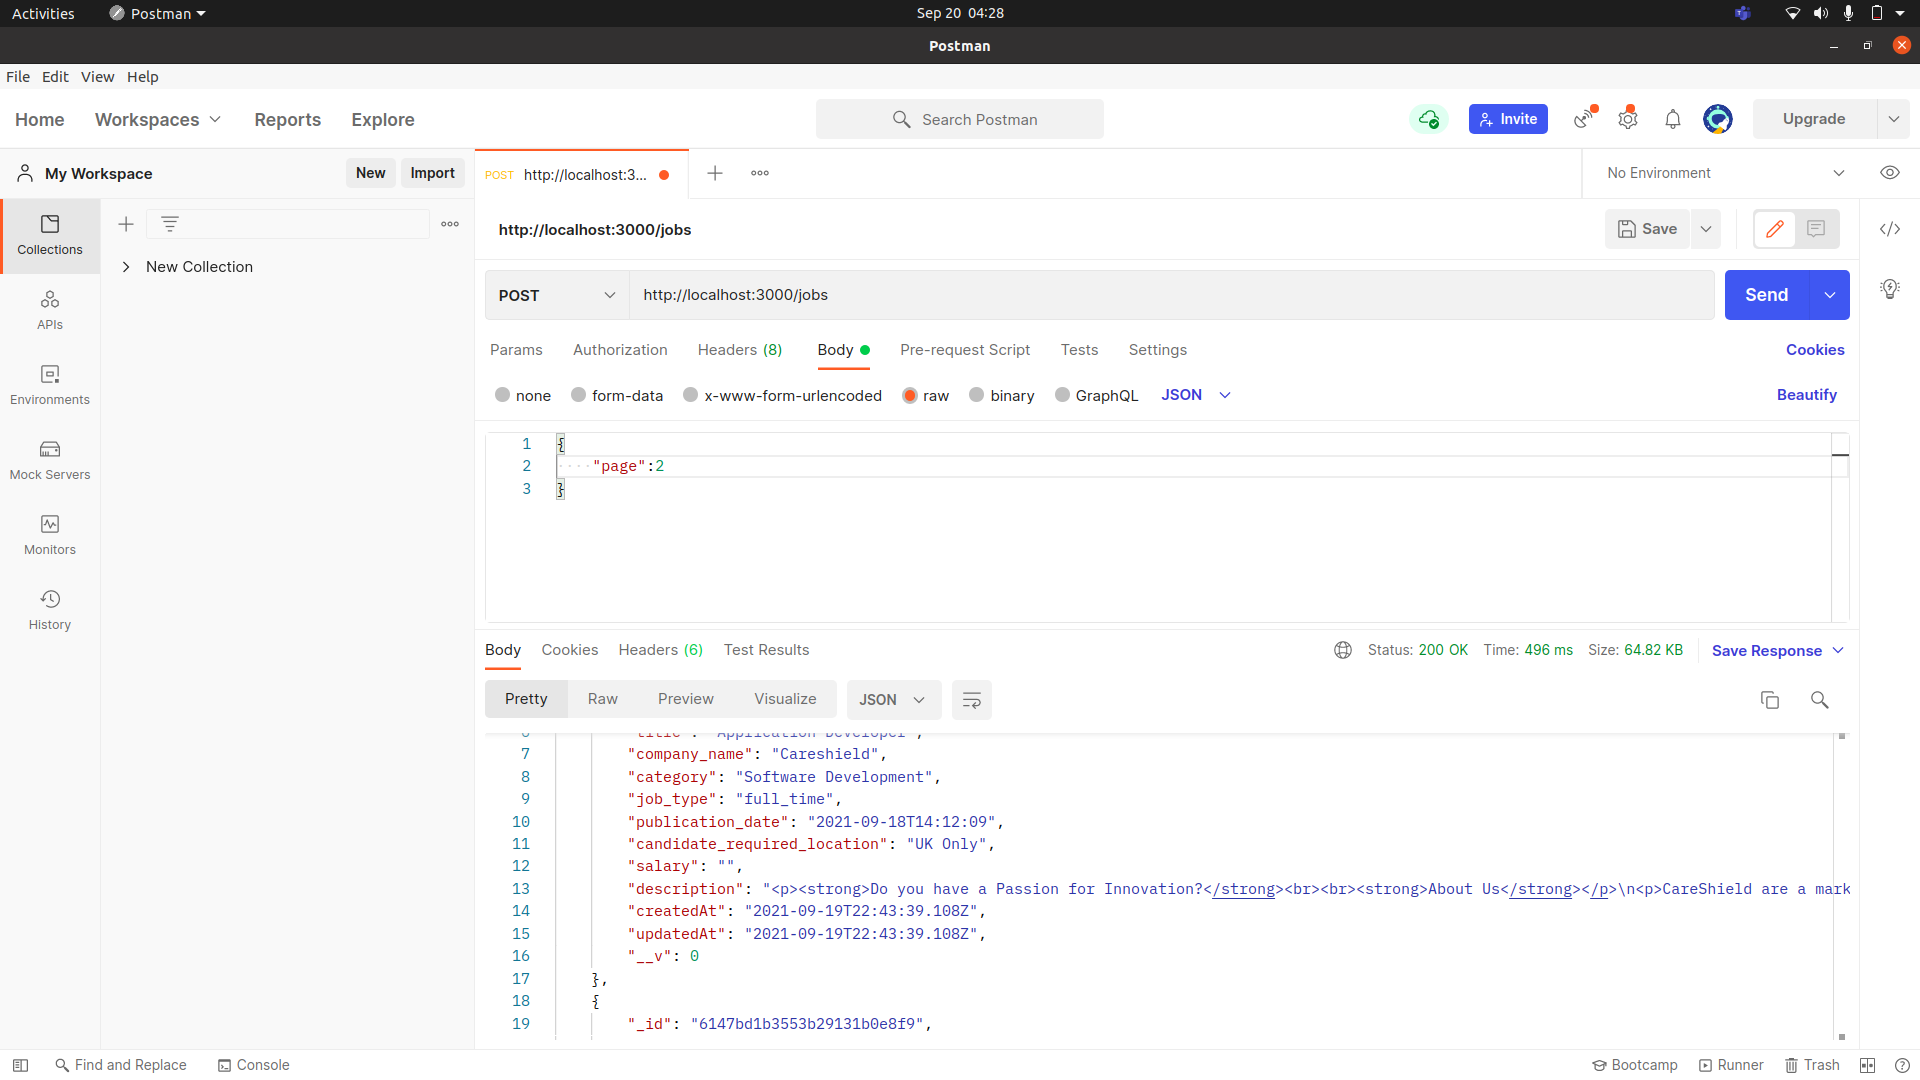 Activities Postman Sep 20 04:28
Postman
File Edit View Help
Home Workspaces Reports Explore Search Postman Invite Upgrade
My Workspace New Import POST http://localhost:3... No Environment
http://localhost:3000/jobs Save
Collections
New Collection
APIs
Environments
Mock Servers
Monitors
History
POST http://localhost:3000/jobs Send
Params Authorization Headers (8) Body Pre-request Script Tests Settings Cookies
none form-data x-www-form-urlencoded raw binary GraphQL JSON Beautify
1 {
2 "page":2
3 }
Body Cookies Headers (6) Test Results Status: 200 OK Time: 496 ms Size: 64.82 KB Save Response
Pretty Raw Preview Visualize JSON
6 "title": "Application Developer",
7 "company_name": "Careshield",
8 "category": "Software Development",
9 "job_type": "full_time",
10 "publication_date": "2021-09-18T14:12:09",
11 "candidate_required_location": "UK Only",
12 "salary": "",
13 "description": "<p><strong>Do you have a Passion for Innovation?</strong><br><br><strong>About Us</strong></p>\n<p>CareShield are a mark
14 "createdAt": "2021-09-19T22:43:39.108Z",
15 "updatedAt": "2021-09-19T22:43:39.108Z",
16 "__v": 0
17 },
18 {
19 "_id": "6147bd1b3553b29131b0e8f9",
Find and Replace Console Bootcamp Runner Trash